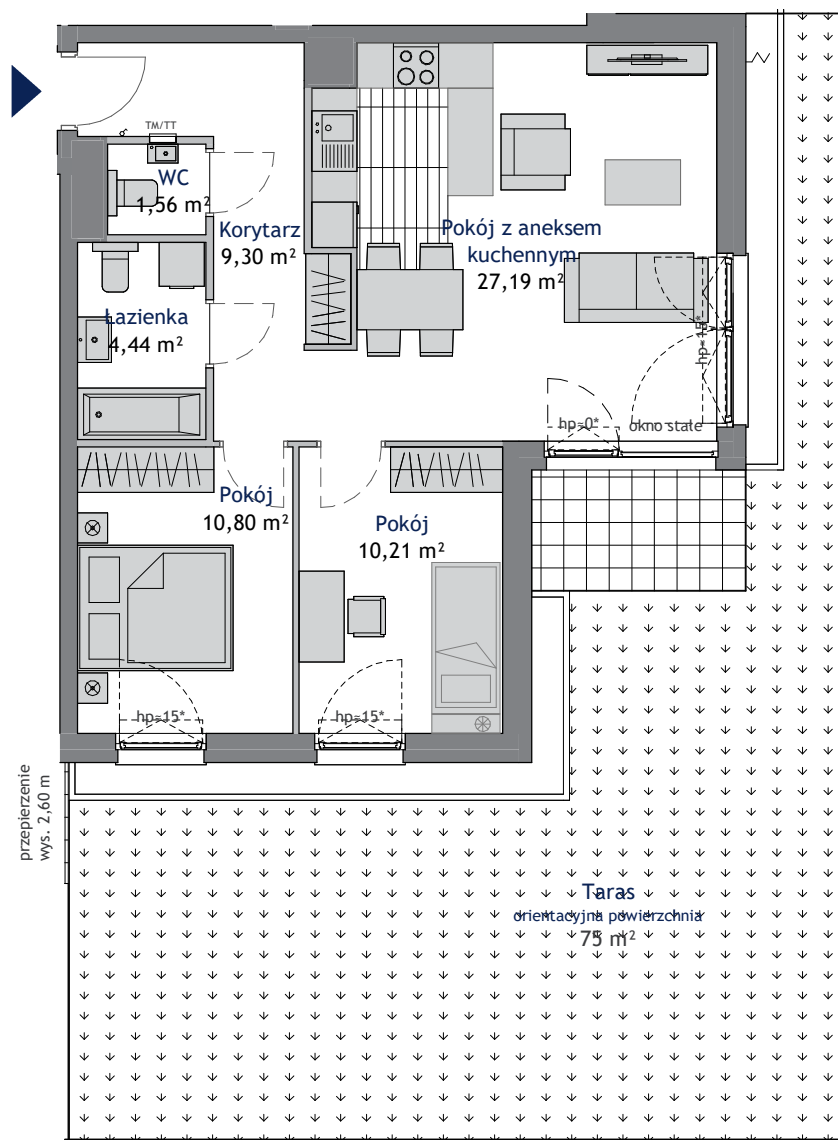 TM/TT
WC
1,56 m²
Korytarz
9,30 m²
Pokój z aneksem
kuchennym
27,19 m²
Łazienka
4,44 m²
hp=15*
hp=0*
okno stałe
Pokój
10,80 m²
Pokój
10,21 m²
hp=15*
hp=15*
przepierzenie
wys. 2,60 m
Taras
orientacyjna powierzchnia
75 m²